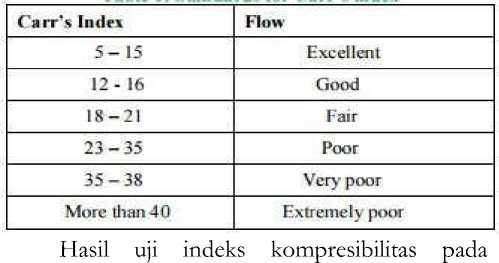 Carr's Index Flow
5 – 15 Excellent
12 - 16 Good
18 – 21 Fair
23 – 35 Poor
35 – 38 Very poor
More than 40 Extremely poor
Hasil uji indeks kompresibilitas pada